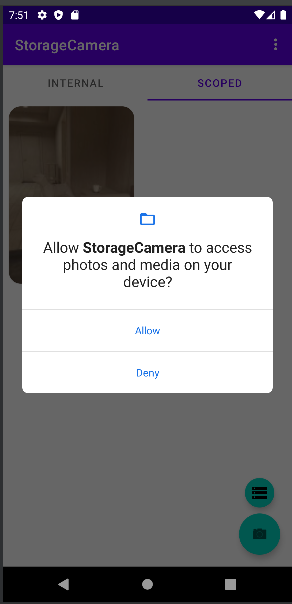 7:51
StorageCamera
INTERNAL SCOPED
Allow StorageCamera to access
photos and media on your
device?
Allow
Deny